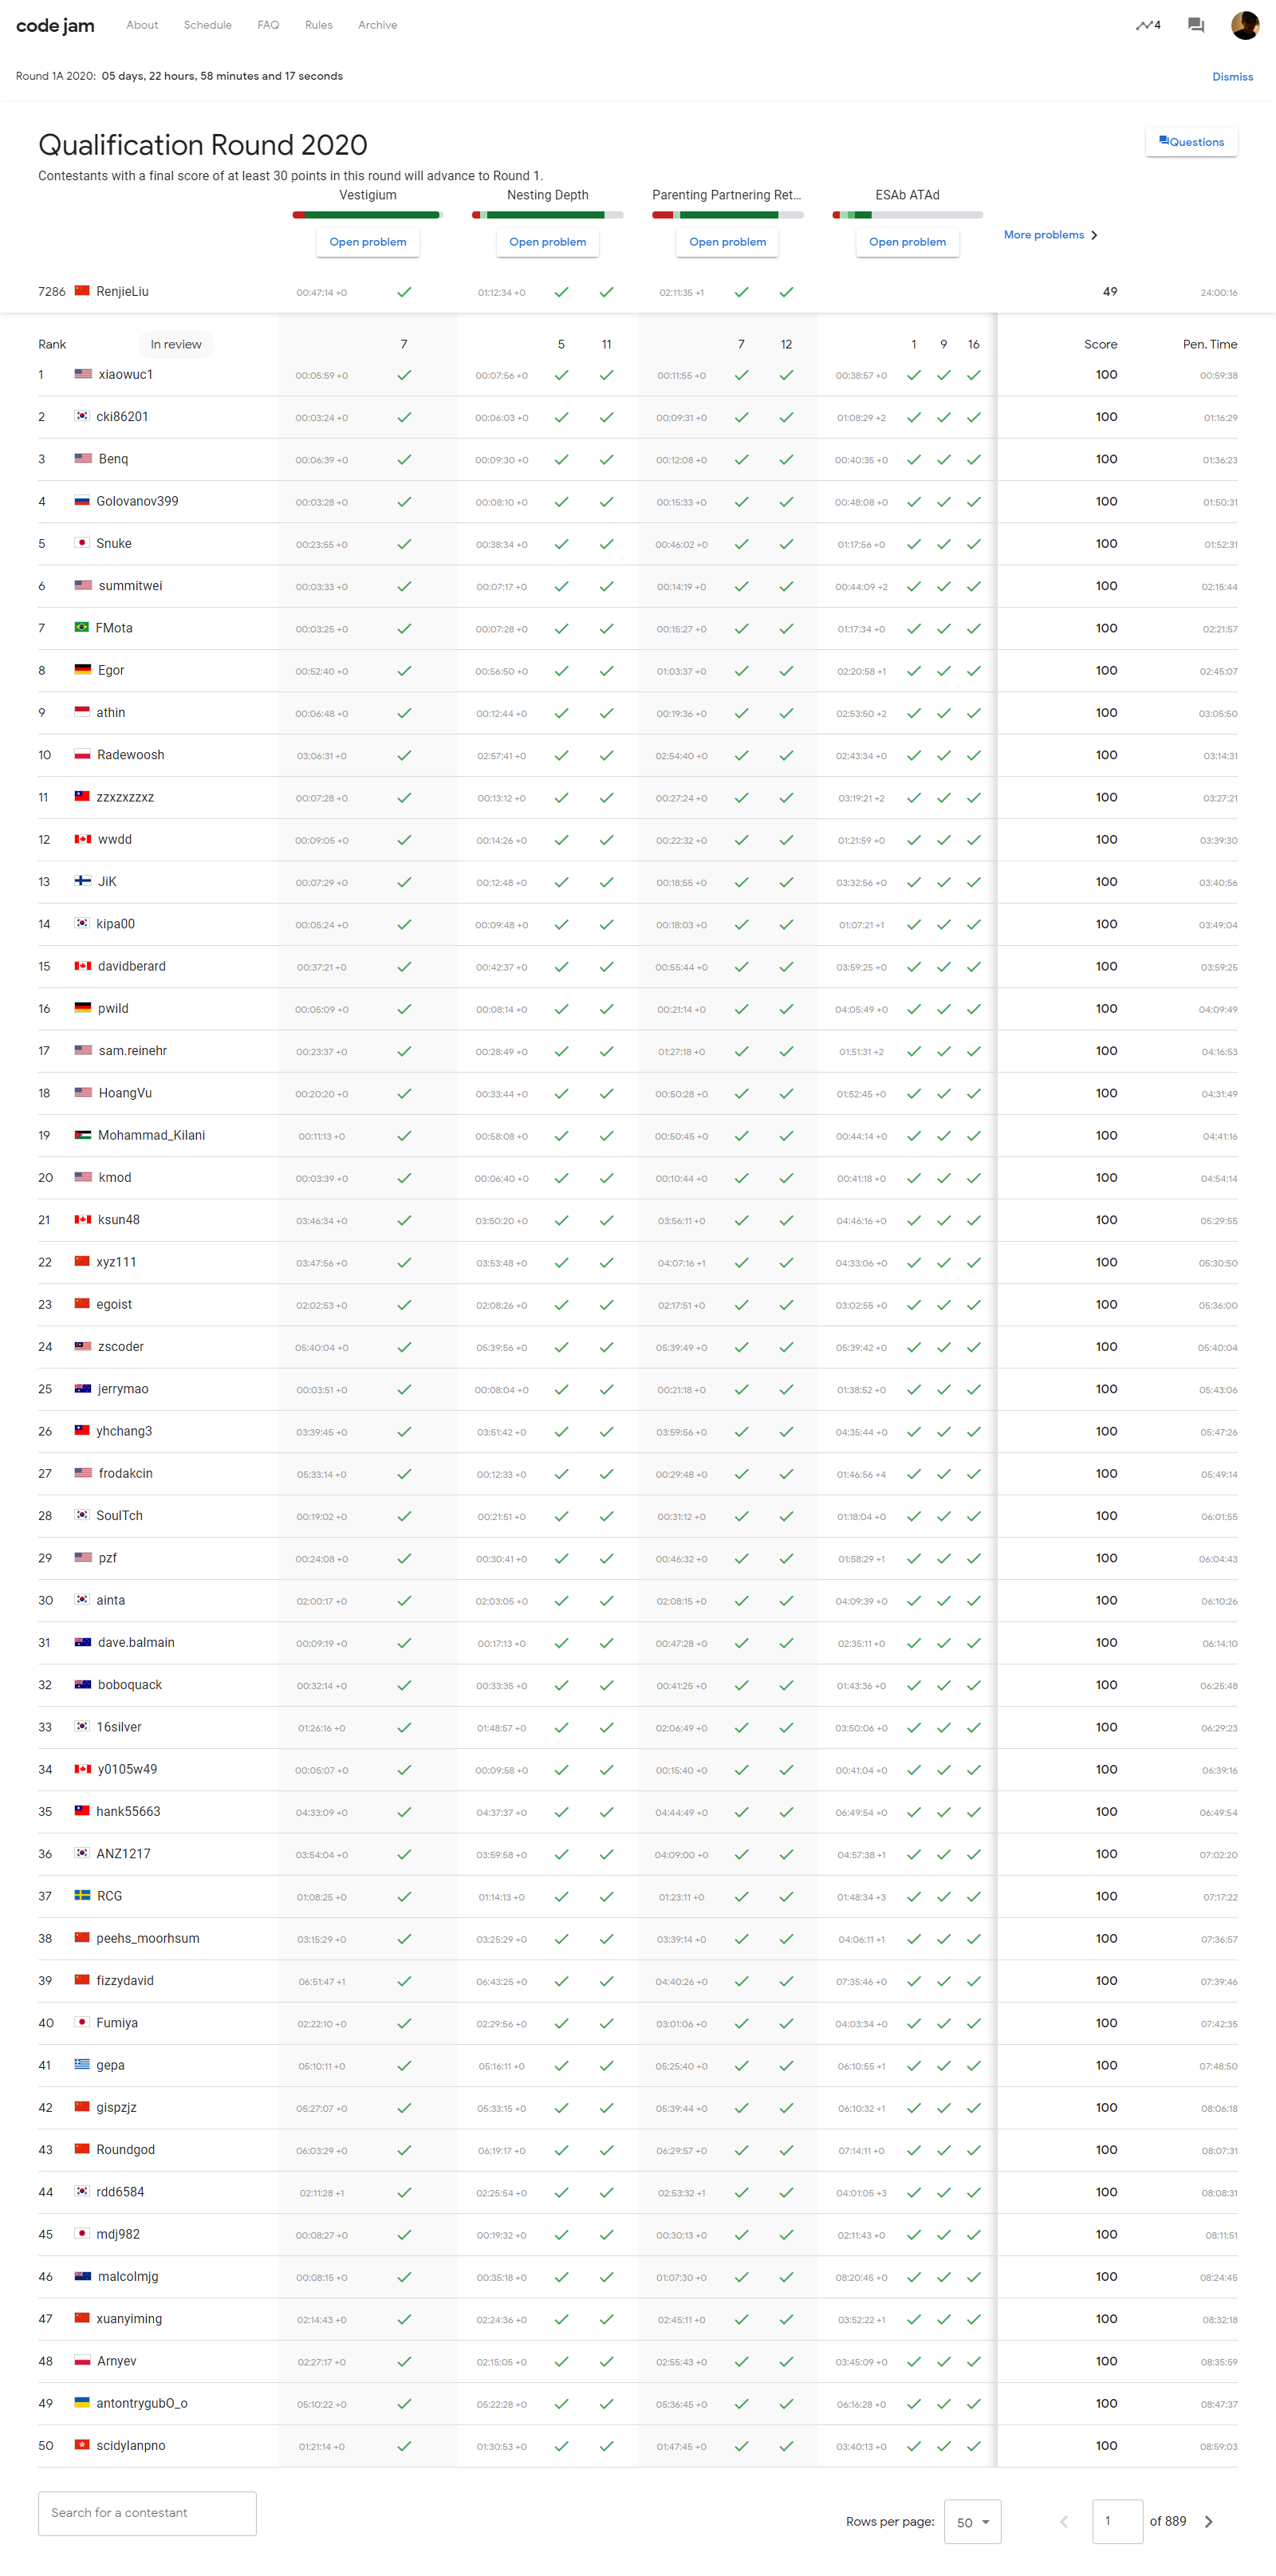 code jam About Schedule FAQ Rules Archive 4
Round 1A 2020: 05 days, 22 hours, 58 minutes and 17 seconds Dismiss
Qualification Round 2020 Questions
Contestants with a final score of at least 30 points in this round will advance to Round 1.
Vestigium Nesting Depth Parenting Partnering Ret... ESAb ATAd
Open problem Open problem Open problem Open problem More problems
7286 RenjieLiu 00:47:14 +0 01:12:34 +0 02:11:35 +1 49 24:00:16
Rank In review 7 5 11 7 12 1 9 16 Score Pen. Time
1 xiaowuc1 00:05:59 +0 00:07:56 +0 00:11:55 +0 00:38:57 +0 100 00:59:38
2 cki86201 00:03:24 +0 00:06:03 +0 00:09:31 +0 01:08:29 +2 100 01:16:29
3 Benq 00:06:39 +0 00:09:30 +0 00:12:08 +0 00:40:35 +0 100 01:36:23
4 Golovanov399 00:03:28 +0 00:08:10 +0 00:15:33 +0 00:48:08 +0 100 01:50:31
5 Snuke 00:23:55 +0 00:38:34 +0 00:46:02 +0 01:17:56 +0 100 01:52:31
6 summitwei 00:03:33 +0 00:07:17 +0 00:14:19 +0 00:44:09 +2 100 02:15:44
7 FMota 00:03:25 +0 00:07:28 +0 00:15:27 +0 01:17:34 +0 100 02:21:57
8 Egor 00:52:40 +0 00:56:50 +0 01:03:37 +0 02:20:58 +1 100 02:45:07
9 athin 00:06:48 +0 00:12:44 +0 00:19:36 +0 02:53:50 +2 100 03:05:50
10 Radewoosh 03:06:31 +0 02:57:41 +0 02:54:40 +0 02:43:34 +0 100 03:14:31
11 zzxzxzzxz 00:07:28 +0 00:13:12 +0 00:27:24 +0 03:19:21 +2 100 03:27:21
12 wwdd 00:09:05 +0 00:14:26 +0 00:22:32 +0 01:21:59 +0 100 03:39:30
13 JiK 00:07:29 +0 00:12:48 +0 00:18:55 +0 03:32:56 +0 100 03:40:56
14 kipa00 00:05:24 +0 00:09:48 +0 00:18:03 +0 01:07:21 +1 100 03:49:04
15 davidberard 00:37:21 +0 00:42:37 +0 00:55:44 +0 03:59:25 +0 100 03:59:25
16 pwild 00:05:09 +0 00:08:14 +0 00:21:14 +0 04:05:49 +0 100 04:09:49
17 sam.reinehr 00:23:37 +0 00:28:49 +0 01:27:18 +0 01:51:31 +2 100 04:16:53
18 HoangVu 00:20:20 +0 00:33:44 +0 00:50:28 +0 01:52:45 +0 100 04:31:49
19 Mohammad_Kilani 00:11:13 +0 00:58:08 +0 00:50:45 +0 00:44:14 +0 100 04:41:16
20 kmod 00:03:39 +0 00:06:40 +0 00:10:44 +0 00:41:18 +0 100 04:54:14
21 ksun48 03:46:34 +0 03:50:20 +0 03:56:11 +0 04:46:16 +0 100 05:29:55
22 xyz111 03:47:56 +0 03:53:48 +0 04:07:16 +1 04:33:06 +0 100 05:30:50
23 egoist 02:02:53 +0 02:08:26 +0 02:17:51 +0 03:02:55 +0 100 05:36:00
24 zscoder 05:40:04 +0 05:39:56 +0 05:39:49 +0 05:39:42 +0 100 05:40:04
25 jerrymao 00:03:51 +0 00:08:04 +0 00:21:18 +0 01:38:52 +0 100 05:43:06
26 yhchang3 03:39:45 +0 03:51:42 +0 03:59:56 +0 04:35:44 +0 100 05:47:26
27 frodakcin 05:33:14 +0 00:12:33 +0 00:29:48 +0 01:46:56 +4 100 05:49:14
28 SoulTch 00:19:02 +0 00:21:51 +0 00:31:12 +0 01:18:04 +0 100 06:01:55
29 pzf 00:24:08 +0 00:30:41 +0 00:46:32 +0 01:58:29 +1 100 06:04:43
30 ainta 02:00:17 +0 02:03:05 +0 02:08:15 +0 04:09:39 +0 100 06:10:26
31 dave.balmain 00:09:19 +0 00:17:13 +0 00:47:28 +0 02:35:11 +0 100 06:14:10
32 boboquack 00:32:14 +0 00:33:35 +0 00:41:25 +0 01:43:36 +0 100 06:25:48
33 16silver 01:26:16 +0 01:48:57 +0 02:06:49 +0 03:50:06 +0 100 06:29:23
34 y0105w49 00:05:07 +0 00:09:58 +0 00:15:40 +0 00:41:04 +0 100 06:39:16
35 hank55663 04:33:09 +0 04:37:37 +0 04:44:49 +0 06:49:54 +0 100 06:49:54
36 ANZ1217 03:54:04 +0 03:59:58 +0 04:09:00 +0 04:57:38 +1 100 07:02:20
37 RCG 01:08:25 +0 01:14:13 +0 01:23:11 +0 01:48:34 +3 100 07:17:22
38 peehs_moorhsum 03:15:29 +0 03:25:29 +0 03:39:14 +0 04:06:11 +1 100 07:36:57
39 fizzydavid 06:51:47 +1 06:43:25 +0 04:40:26 +0 07:35:46 +0 100 07:39:46
40 Fumiya 02:22:10 +0 02:29:56 +0 03:01:06 +0 04:03:34 +0 100 07:42:35
41 gepa 05:10:11 +0 05:16:11 +0 05:25:40 +0 06:10:55 +1 100 07:48:50
42 gispzjz 05:27:07 +0 05:33:15 +0 05:39:44 +0 06:10:32 +1 100 08:06:18
43 Roundgod 06:03:29 +0 06:19:17 +0 06:29:57 +0 07:14:11 +0 100 08:07:31
44 rdd6584 02:11:28 +1 02:25:54 +0 02:53:32 +1 04:01:05 +3 100 08:08:31
45 mdj982 00:08:27 +0 00:19:32 +0 00:30:13 +0 02:11:43 +0 100 08:11:51
46 malcolmjg 00:08:15 +0 00:35:18 +0 01:07:30 +0 08:20:45 +0 100 08:24:45
47 xuanyiming 02:14:43 +0 02:24:36 +0 02:45:11 +0 03:52:22 +1 100 08:32:18
48 Arnyev 02:27:17 +0 02:15:05 +0 02:55:43 +0 03:45:09 +0 100 08:35:59
49 antontrygubO_o 05:10:22 +0 05:22:28 +0 05:36:45 +0 06:16:28 +0 100 08:47:37
50 scidylanpno 01:21:14 +0 01:30:53 +0 01:47:45 +0 03:40:13 +0 100 08:59:03
Search for a contestant Rows per page: 50 1 of 889